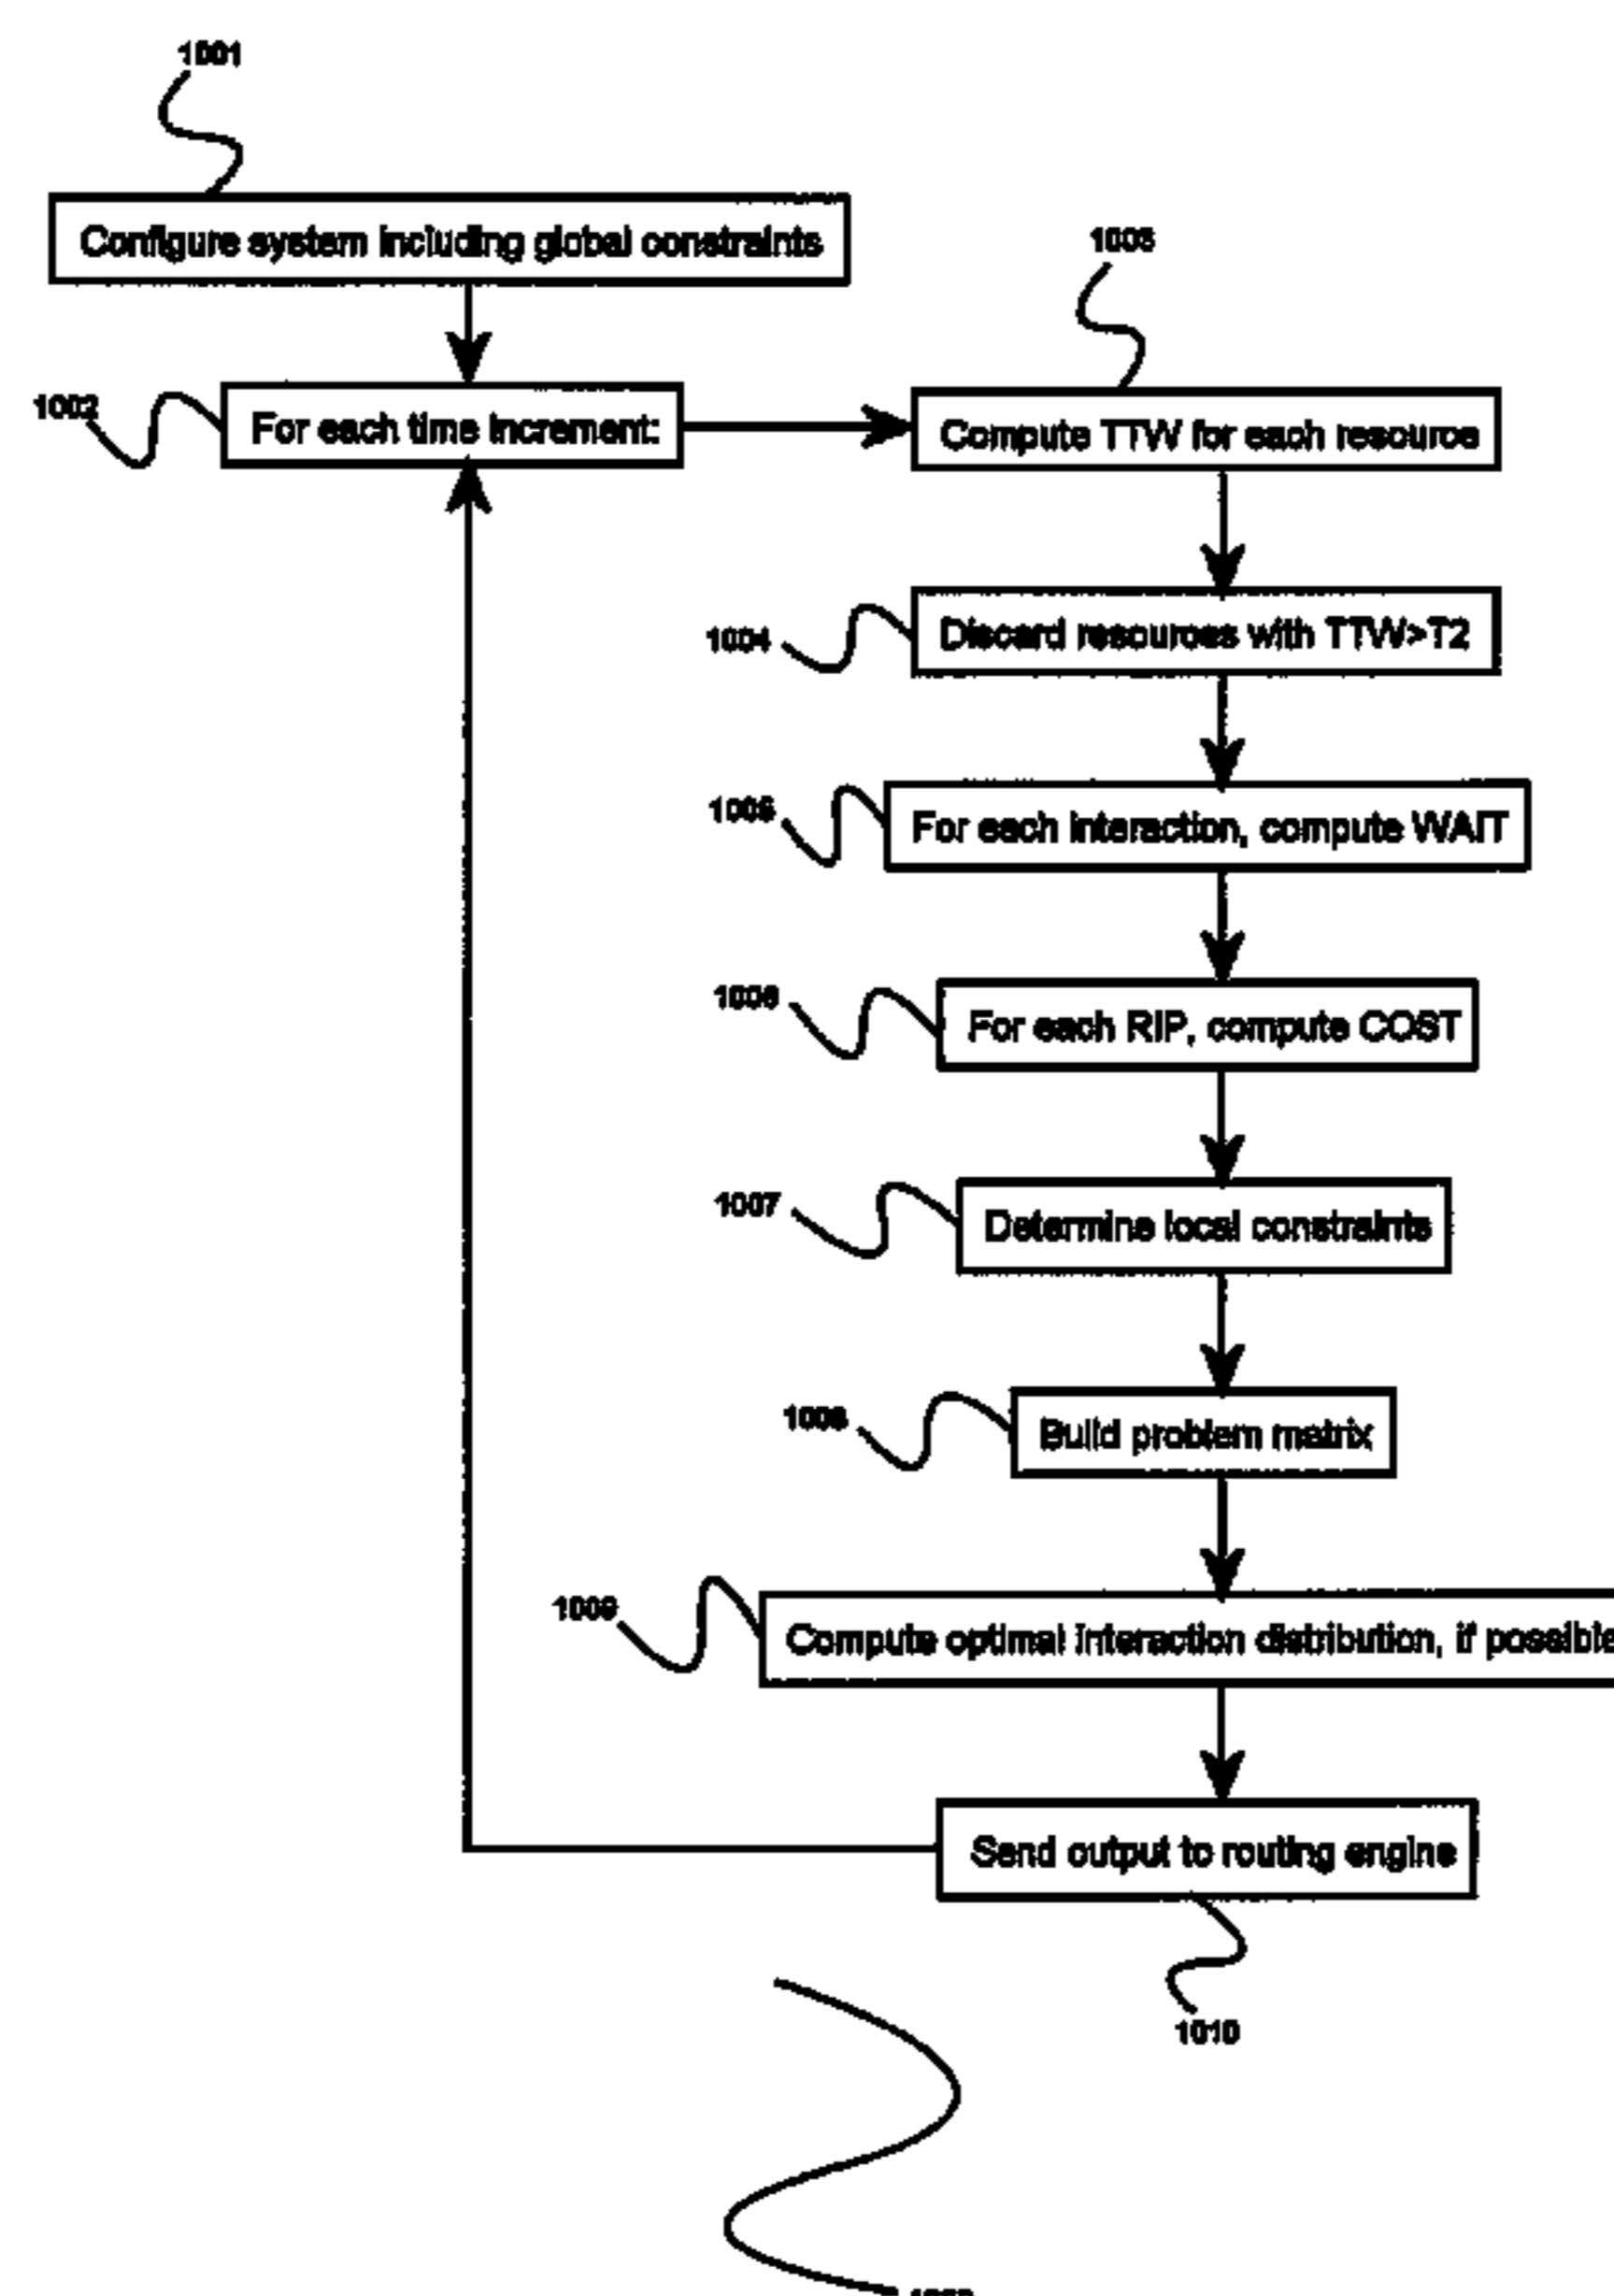 1001
Configure system including global constraints
1002
For each time increment:
1003
Compute TTW for each resource
1004
Discard resources with TTW>T2
1005
For each interaction, compute WAIT
1006
For each RIP, compute COST
1007
Determine local constraints
1008
Build problem matrix
1009
Compute optimal interaction distribution, if possible
Send output to routing engine
1010